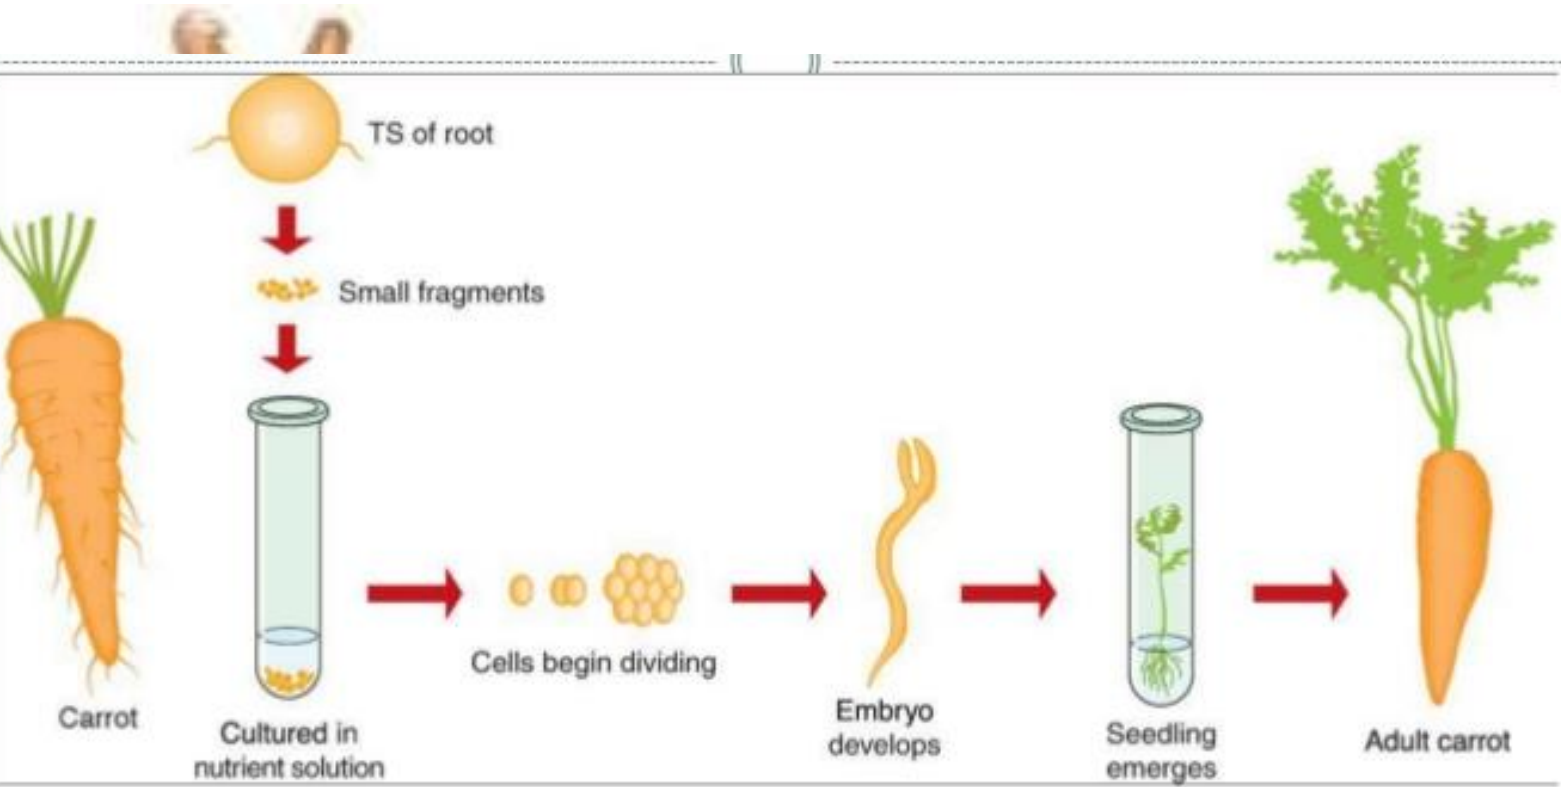 TS of root
Small fragments
Carrot
Cultured in
nutrient solution
Cells begin dividing
Embryo
develops
Seedling
emerges
Adult carrot